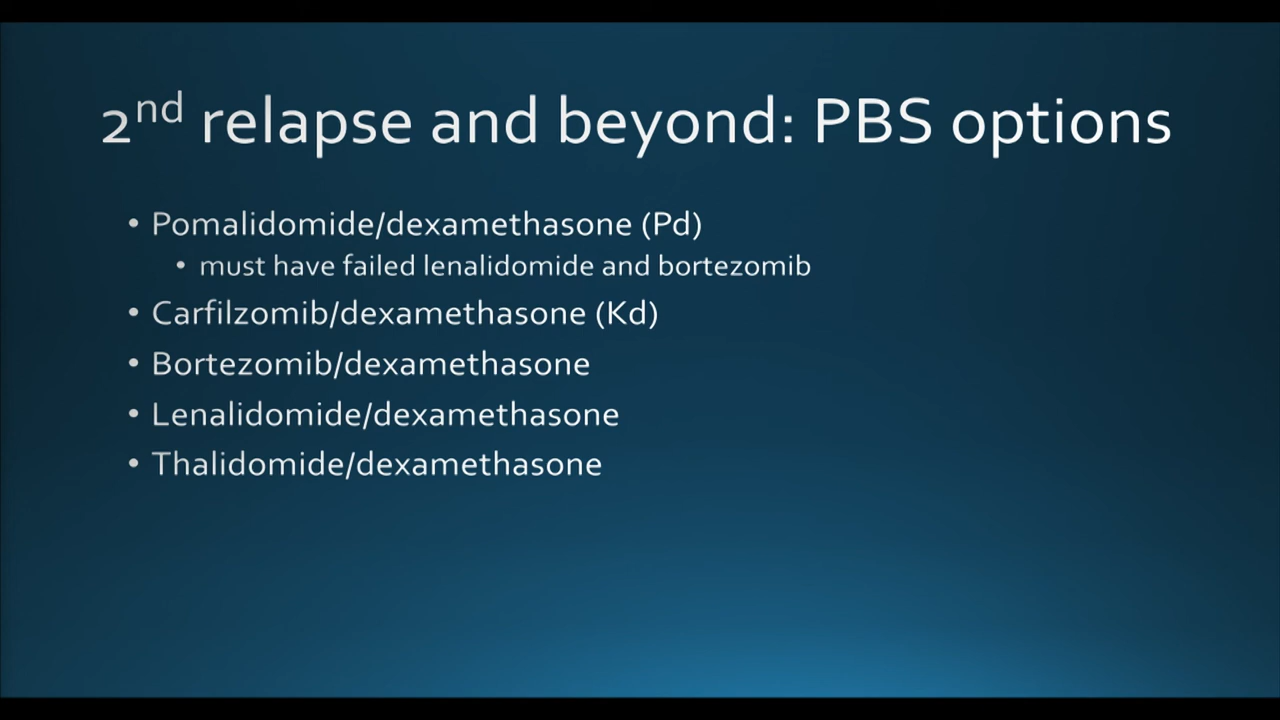 2nd relapse and beyond: PBS options
• Pomalidomide/dexamethasone (Pd)
• must have failed lenalidomide and bortezomib
• Carfilzomib/dexamethasone (Kd)
• Bortezomib/dexamethasone
• Lenalidomide/dexamethasone
• Thalidomide/dexamethasone